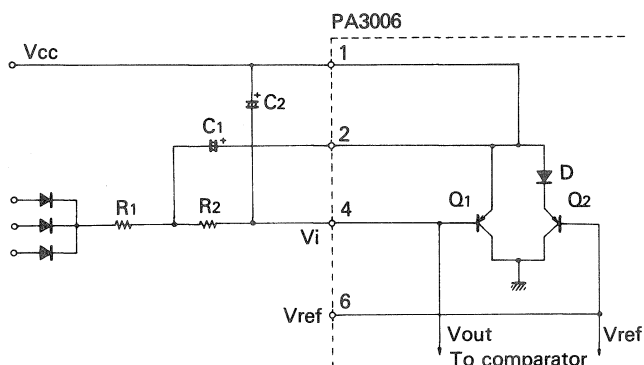 PA3006
Vcc
1
C2
C1
2
D
R1
R2
4
Q1
Q2
Vi
6
Vref
Vout
Vref
To comparator